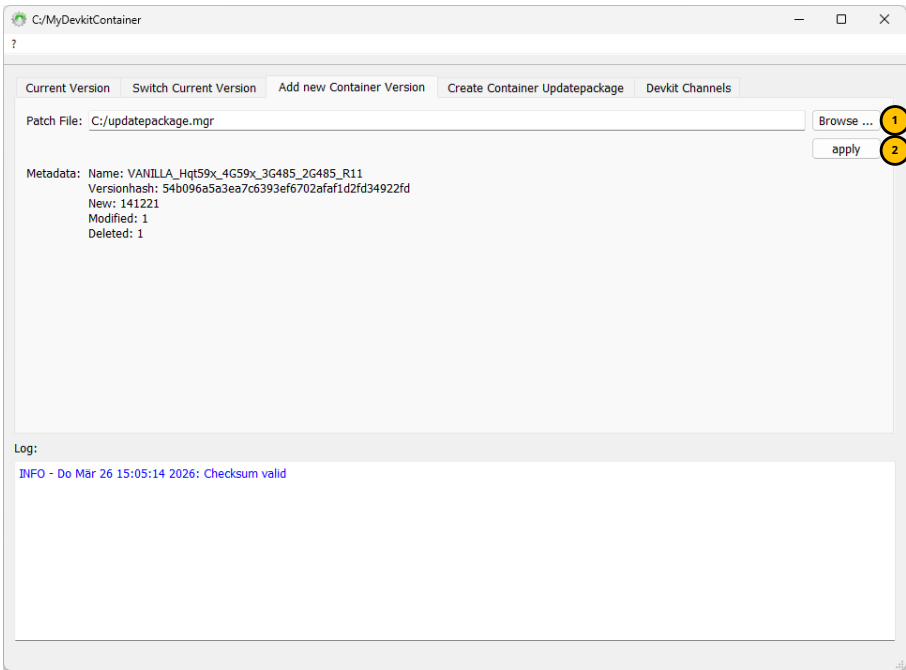 C:/MyDevkitContainer
?
Current Version Switch Current Version Add new Container Version Create Container Updatepackage Devkit Channels
Patch File: C:/updatepackage.mgr Browse ... 1
apply 2
Metadata: Name: VANILLA_Hqt59x_4G59x_3G485_2G485_R11
Versionhash: 54b096a5a3ea7c6393ef6702afaf1d2fd34922fd
New: 141221
Modified: 1
Deleted: 1
Log:
INFO - Do Mär 26 15:05:14 2026: Checksum valid